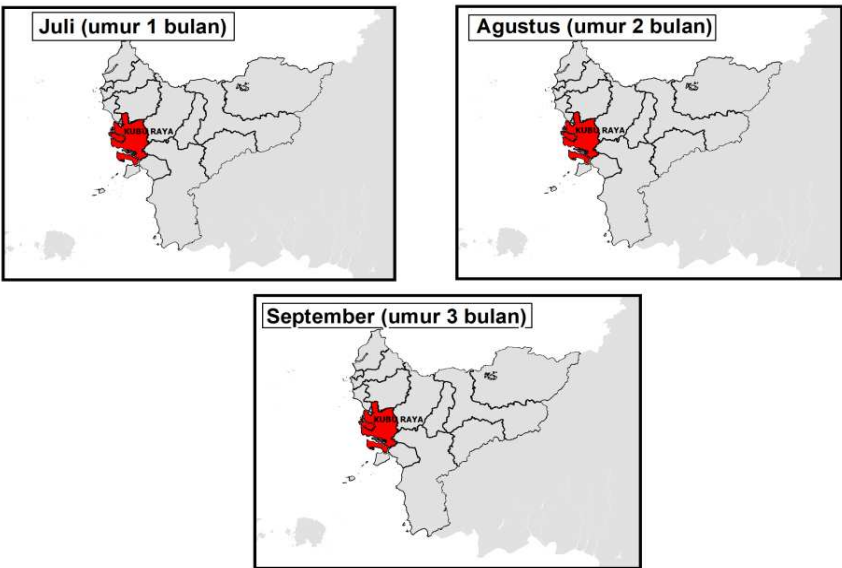 Juli (umur 1 bulan)
KUBU RAYA
Agustus (umur 2 bulan)
KUBU RAYA
September (umur 3 bulan)
KUBU RAYA